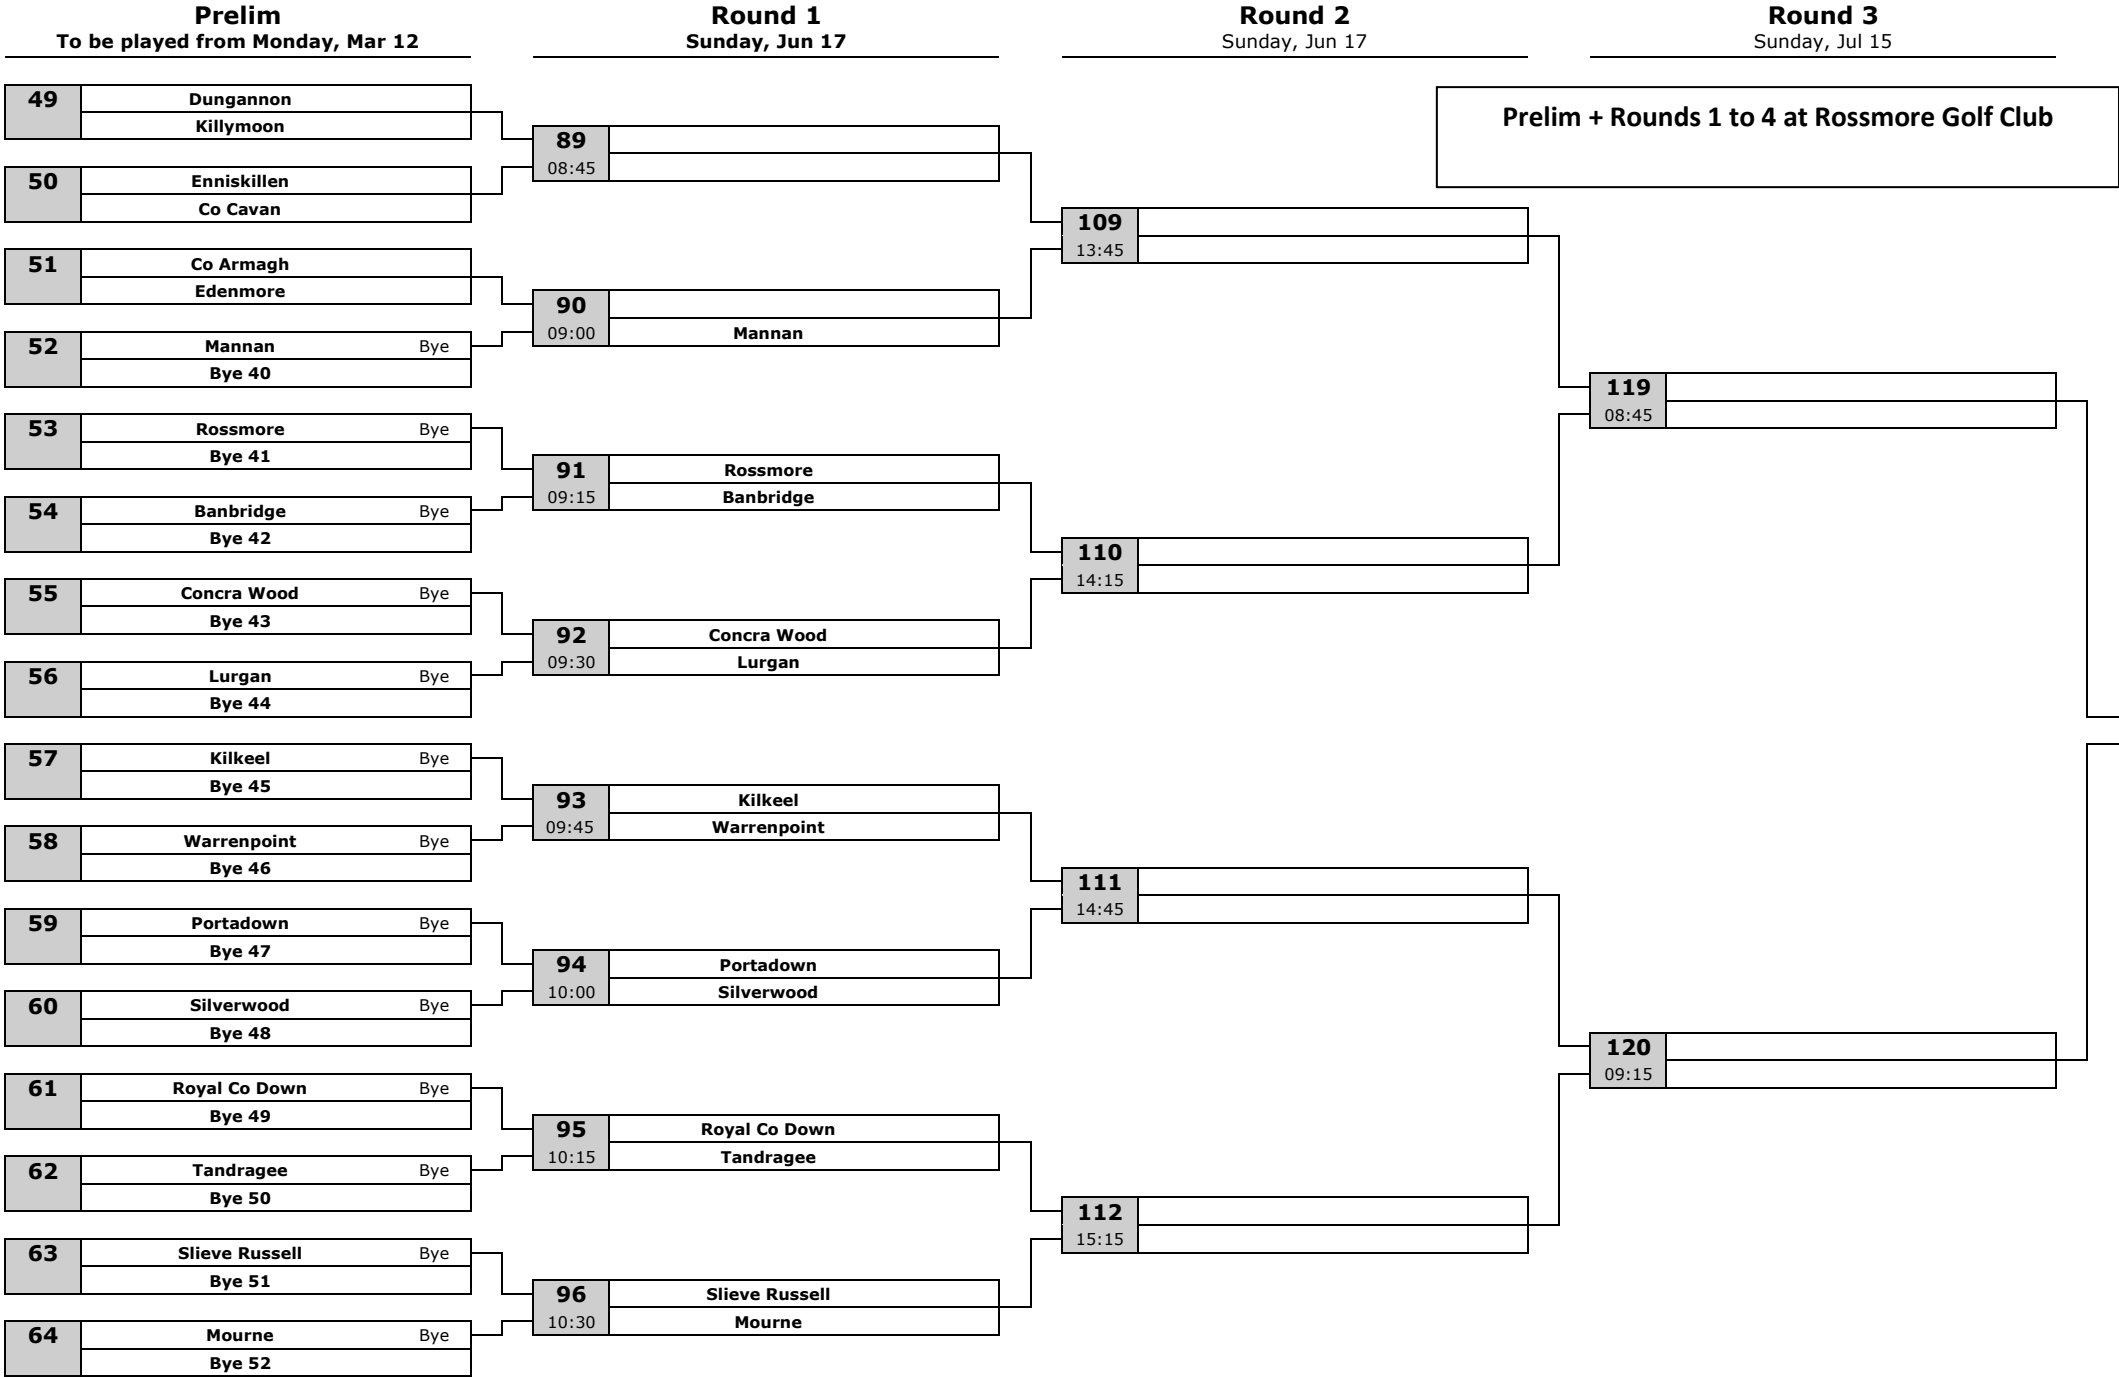 Prelim
To be played from Monday, Mar 12
Round 1
Sunday, Jun 17
Round 2
Sunday, Jun 17
Round 3
Sunday, Jul 15
Prelim + Rounds 1 to 4 at Rossmore Golf Club
49
Dungannon
Killymoon
50
Enniskillen
Co Cavan
51
Co Armagh
Edenmore
52
Mannan Bye
Bye 40
53
Rossmore Bye
Bye 41
54
Banbridge Bye
Bye 42
55
Concra Wood Bye
Bye 43
56
Lurgan Bye
Bye 44
57
Kilkeel Bye
Bye 45
58
Warrenpoint Bye
Bye 46
59
Portadown Bye
Bye 47
60
Silverwood Bye
Bye 48
61
Royal Co Down Bye
Bye 49
62
Tandragee Bye
Bye 50
63
Slieve Russell Bye
Bye 51
64
Mourne Bye
Bye 52
89
08:45
90
09:00 Mannan
91 Rossmore
09:15 Banbridge
92 Concra Wood
09:30 Lurgan
93 Kilkeel
09:45 Warrenpoint
94 Portadown
10:00 Silverwood
95 Royal Co Down
10:15 Tandragee
96 Slieve Russell
10:30 Mourne
109
13:45
110
14:15
111
14:45
112
15:15
119
08:45
120
09:15